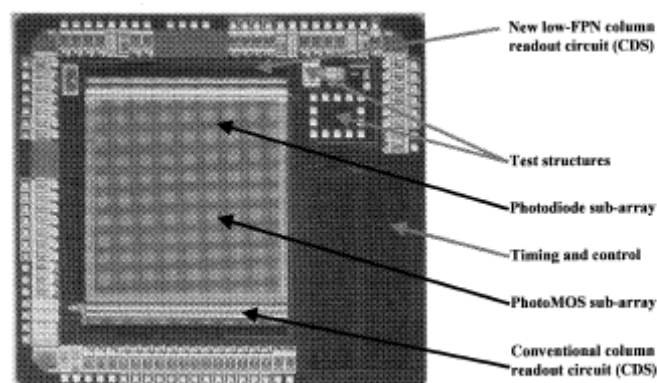 New low-FPN column
readout circuit (CDS)
Test structures
Photodiode sub-array
Timing and control
PhotoMOS sub-array
Conventional column
readout circuit (CDS)